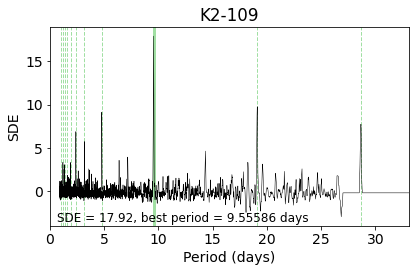 K2-109
SDE
15
10
5
0
SDE = 17.92, best period = 9.55586 days
0 5 10 15 20 25 30
Period (days)